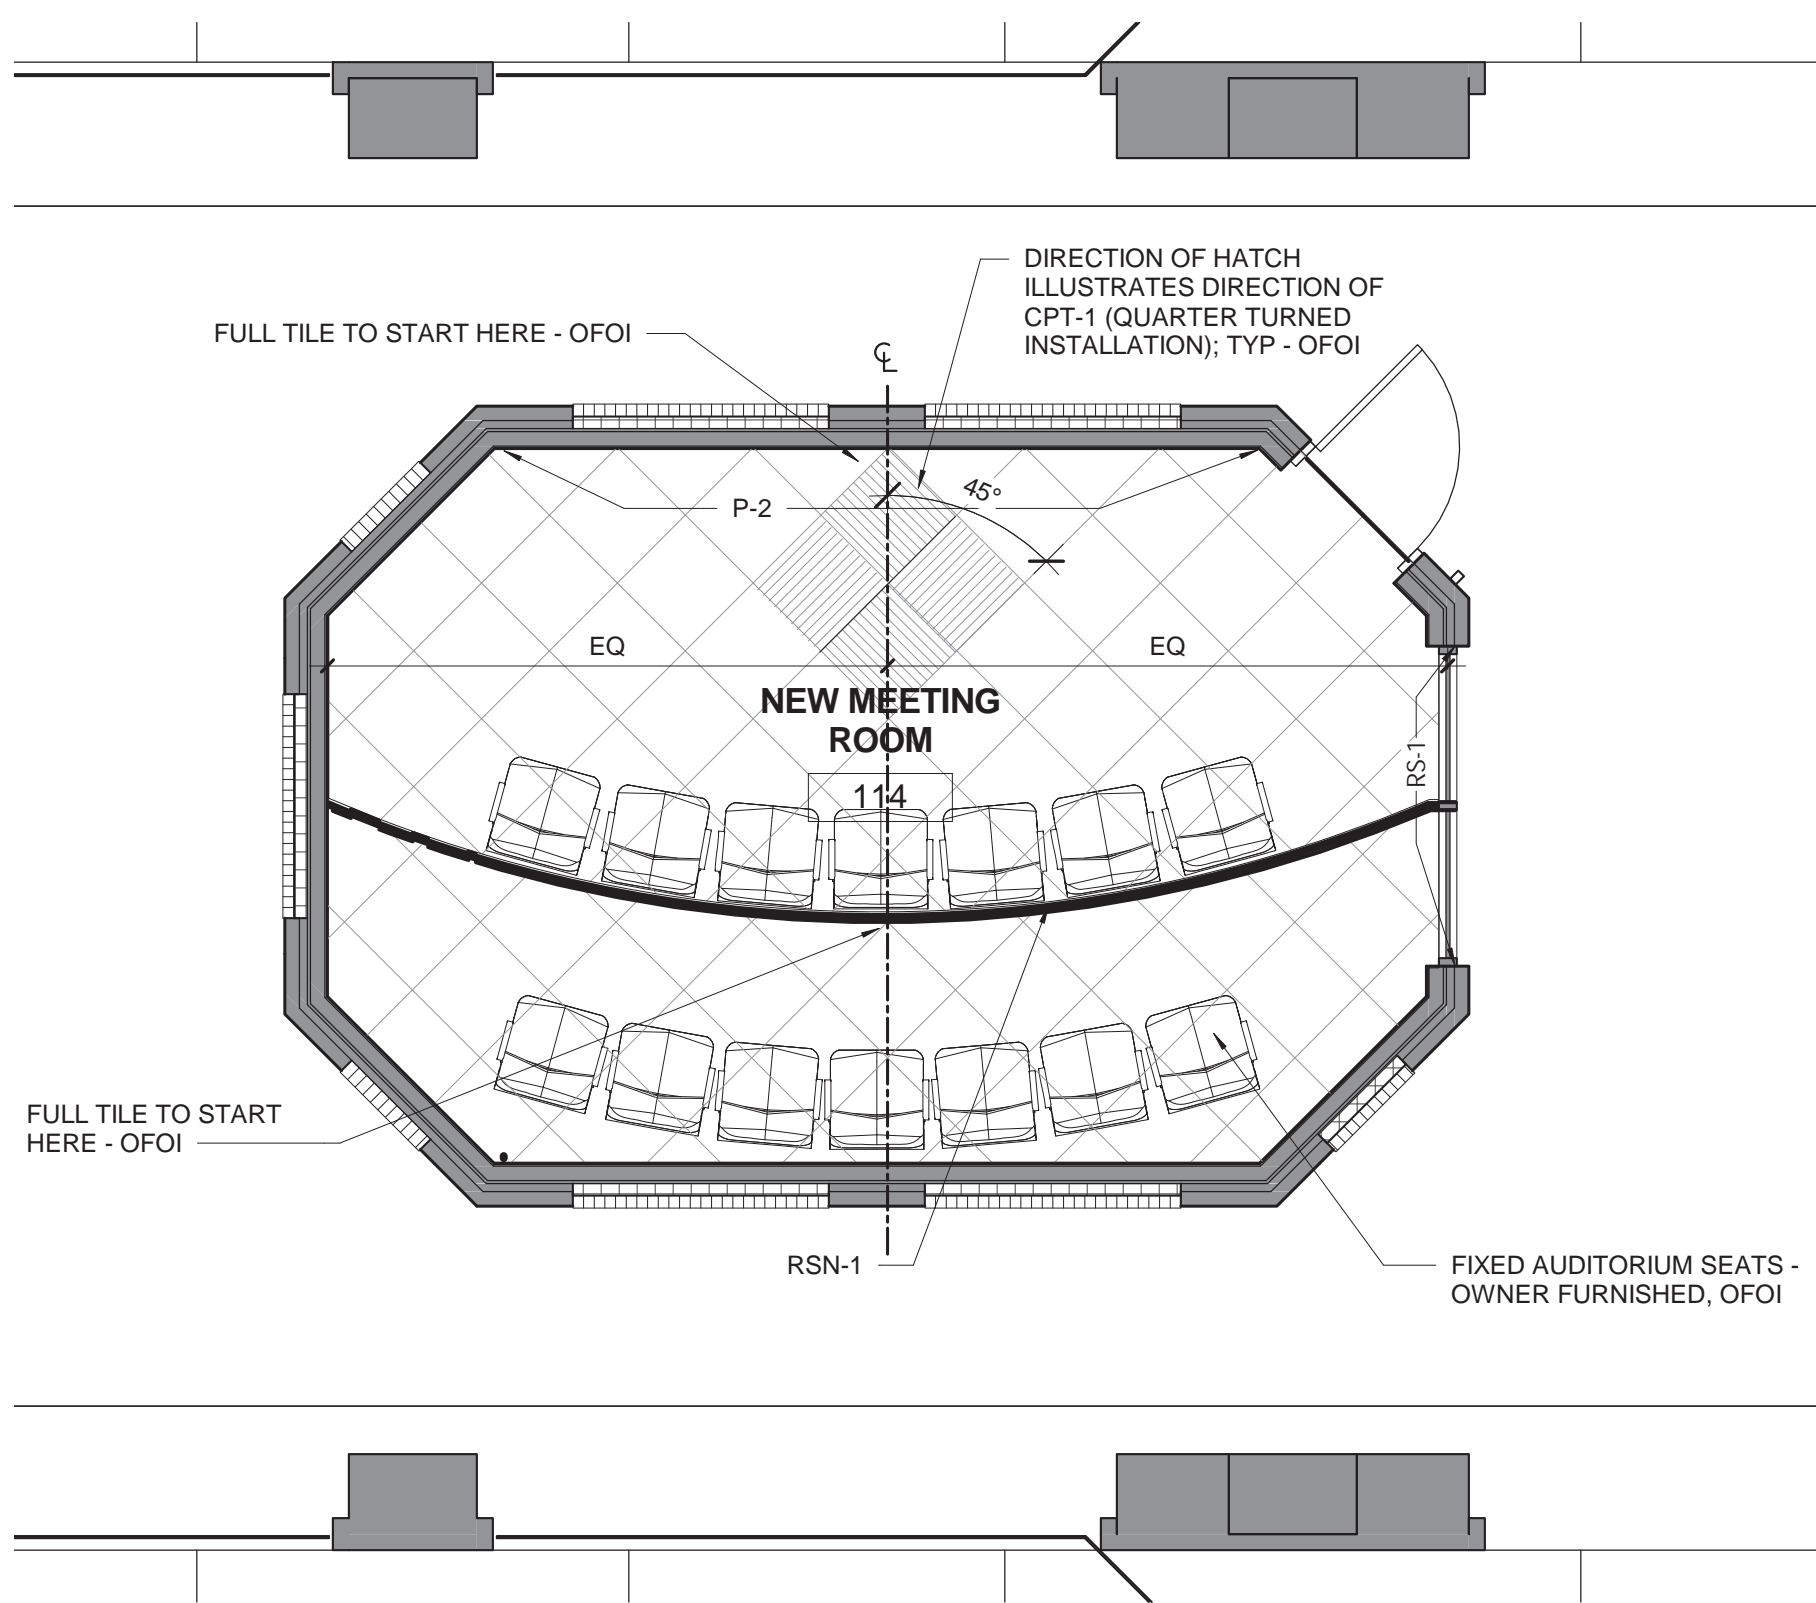 DIRECTION OF HATCH
ILLUSTRATES DIRECTION OF
CPT-1 (QUARTER TURNED
INSTALLATION); TYP - OFOI
FULL TILE TO START HERE - OFOI
℄
45°
P-2
EQ
EQ
NEW MEETING
ROOM
114
RS-1
FULL TILE TO START
HERE - OFOI
RSN-1
FIXED AUDITORIUM SEATS -
OWNER FURNISHED, OFOI